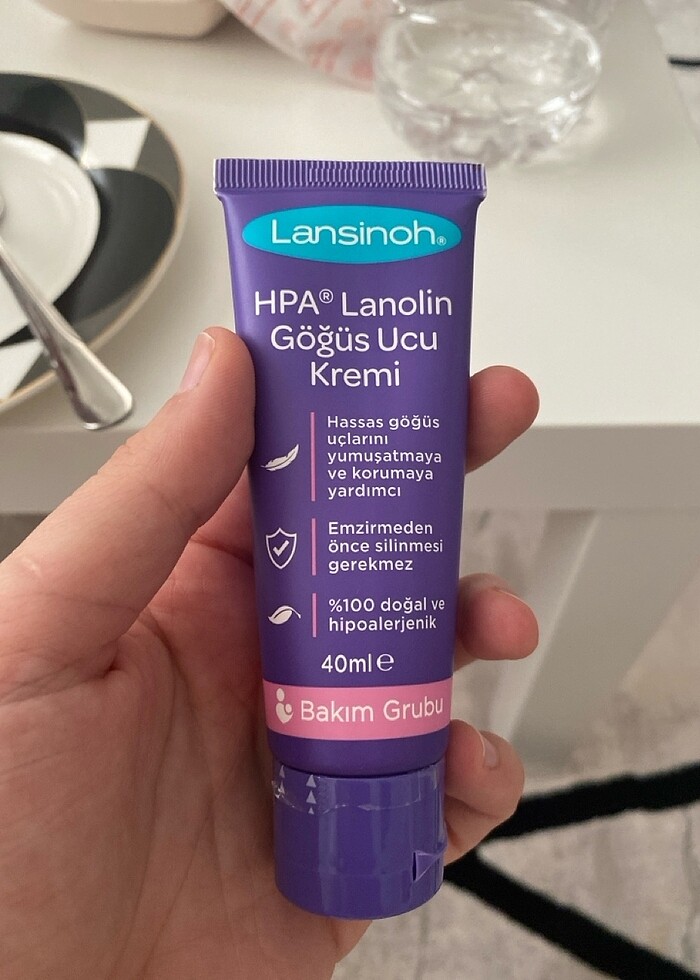 Lansinoh®
HPA® Lanolin
Göğüs Ucu
Kremi
Hassas göğüs
uçlarını
yumuşatmaya
ve korumaya
yardımcı
Emzirmeden
önce silinmesi
gerekmez
%100 doğal ve
hipoalerjenik
40ml ℮
Bakım Grubu